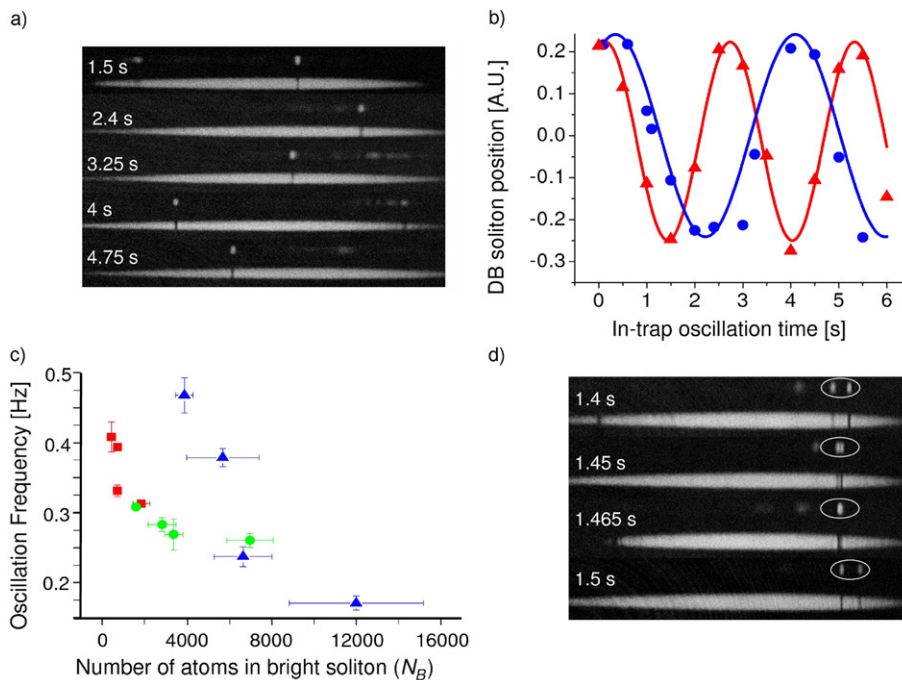 a)
1.5 s
2.4 s
3.25 s
4 s
4.75 s
b)
DB soliton position [A.U.]
0.2
0.1
0.0
-0.1
-0.2
-0.3
0 1 2 3 4 5 6
In-trap oscillation time [s]
c)
Oscillation Frequency [Hz]
0.5
0.4
0.3
0.2
0 4000 8000 12000 16000
Number of atoms in bright soliton (N_B)
d)
1.4 s
1.45 s
1.465 s
1.5 s